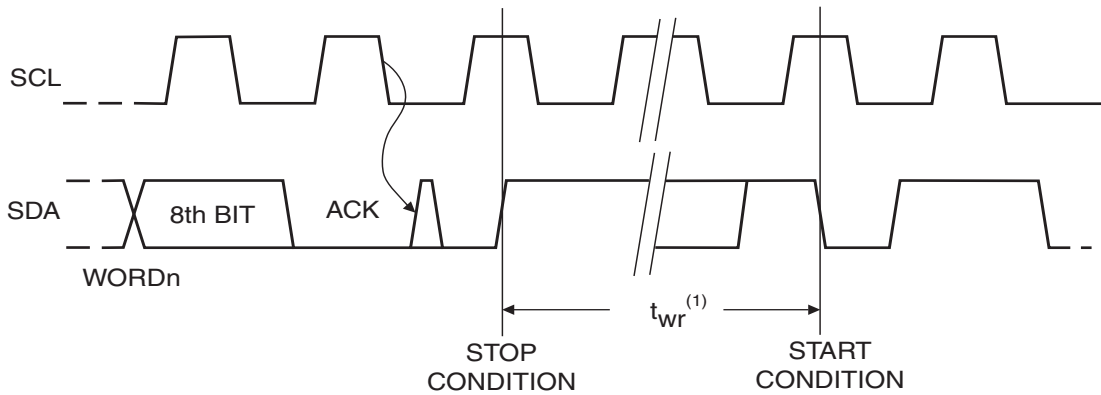 SCL
SDA
8th BIT
ACK
WORDn
twr(1)
STOP
CONDITION
START
CONDITION